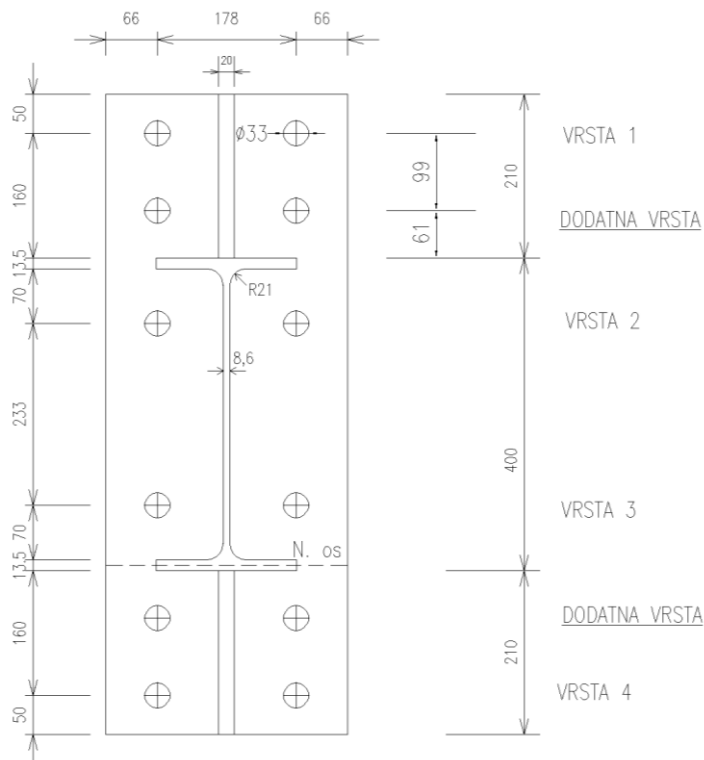 66
178
66
20
50
160
13,5
70
233
70
13,5
160
50
Ø33
R21
8,6
N. os
99
61
210
400
210
VRSTA 1
DODATNA VRSTA
VRSTA 2
VRSTA 3
DODATNA VRSTA
VRSTA 4